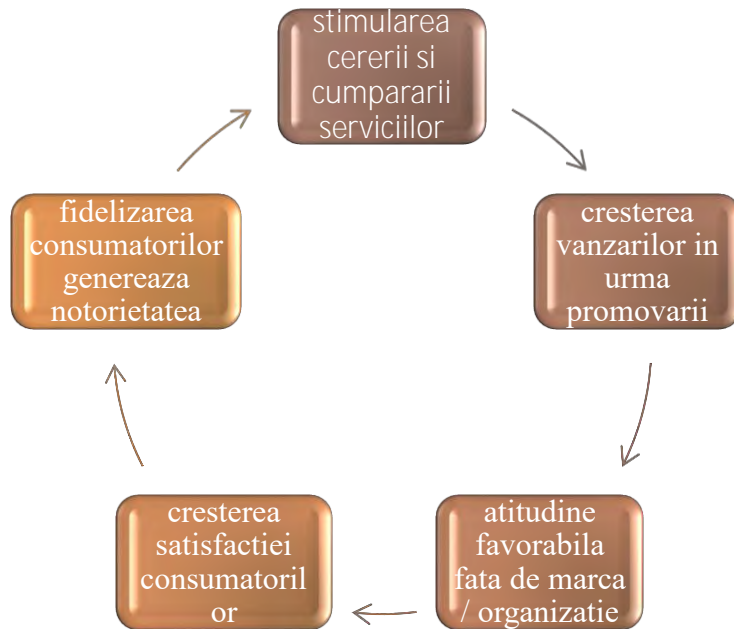 stimularea
cererii si
cumpararii
serviciilor
cresterea
vanzarilor in
urma
promovarii
atitudine
favorabila
fata de marca
/ organizatie
cresterea
satisfactiei
consumatoril
or
fidelizarea
consumatorilor
genereaza
notorietatea